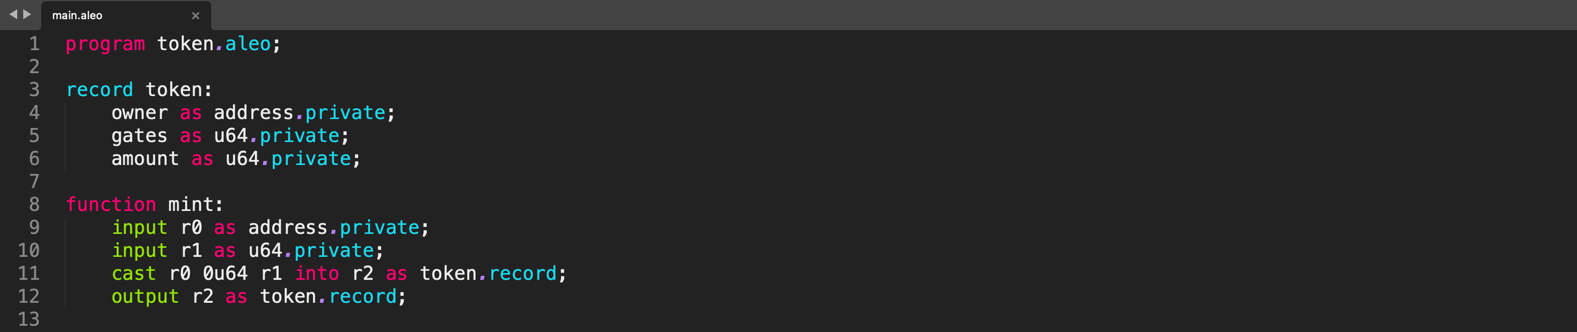 main.aleo
1 program token.aleo;
2
3 record token:
4     owner as address.private;
5     gates as u64.private;
6     amount as u64.private;
7
8 function mint:
9     input r0 as address.private;
10     input r1 as u64.private;
11     cast r0 0u64 r1 into r2 as token.record;
12     output r2 as token.record;
13